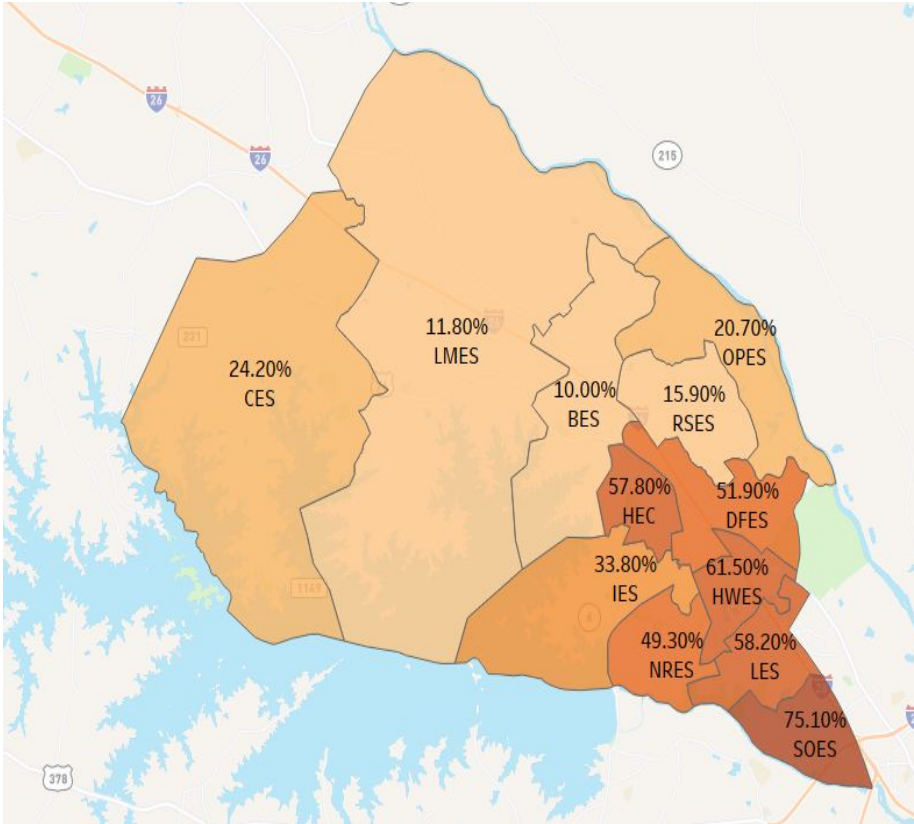 26
26
215
221
11.80%
LMES
20.70%
OPES
24.20%
CES
10.00%
BES
15.90%
RSES
57.80%
HEC
51.90%
DFES
33.80%
IES
61.50%
HWES
1149
6
49.30%
NRES
58.20%
LES
75.10%
SOES
378